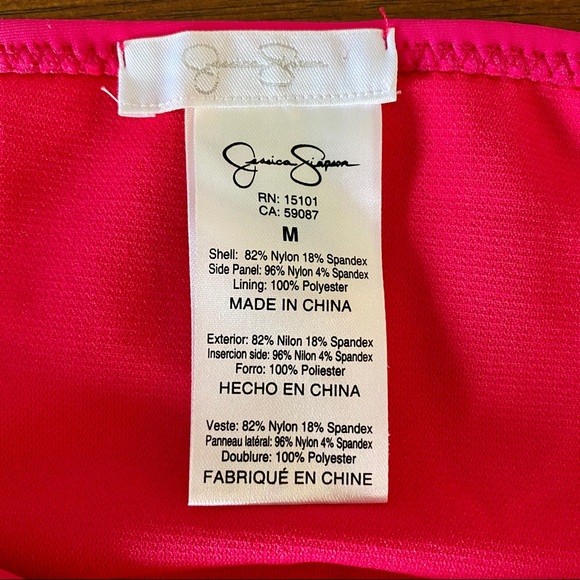 Jessica Simpson
Jessica Simpson
RN: 15101
CA: 59087
M
Shell: 82% Nylon 18% Spandex
Side Panel: 96% Nylon 4% Spandex
Lining: 100% Polyester
MADE IN CHINA
Exterior: 82% Nilon 18% Spandex
Insercion side: 96% Nilon 4% Spandex
Forro: 100% Poliester
HECHO EN CHINA
Veste: 82% Nylon 18% Spandex
Panneau latéral: 96% Nylon 4% Spandex
Doublure: 100% Polyester
FABRIQUÉ EN CHINE